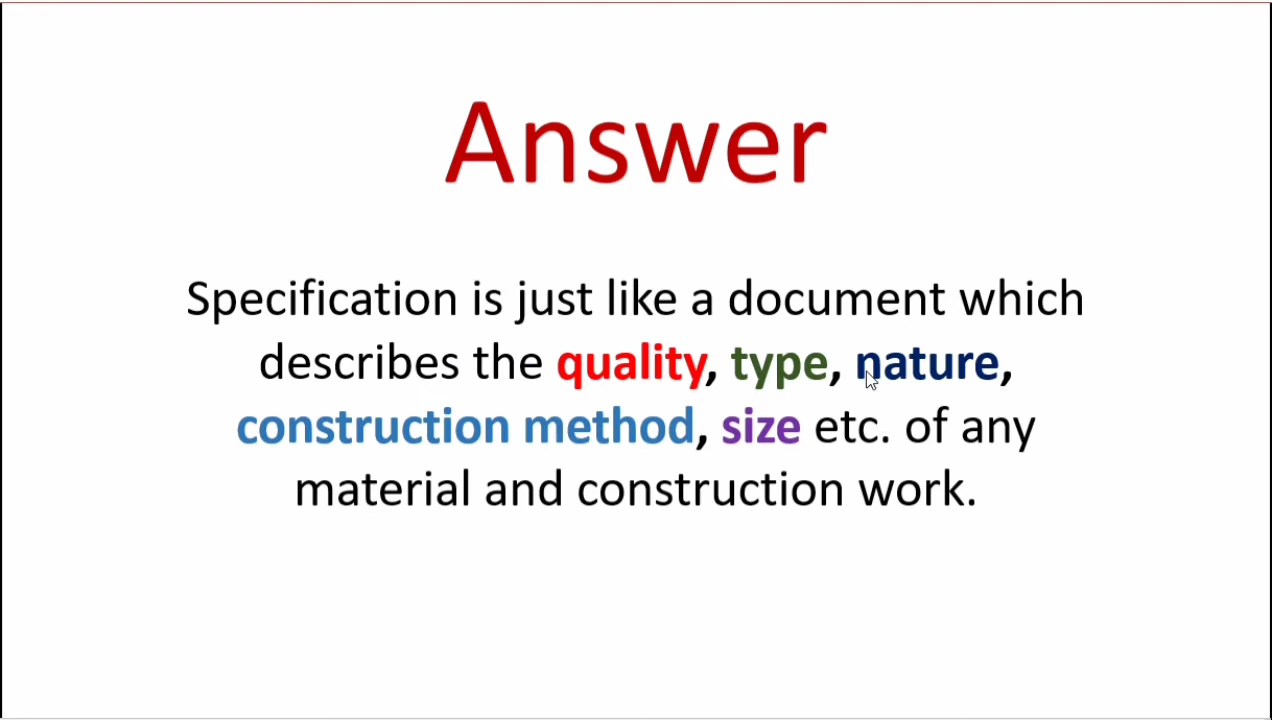 Answer
Specification is just like a document which
describes the quality, type, nature,
construction method, size etc. of any
material and construction work.